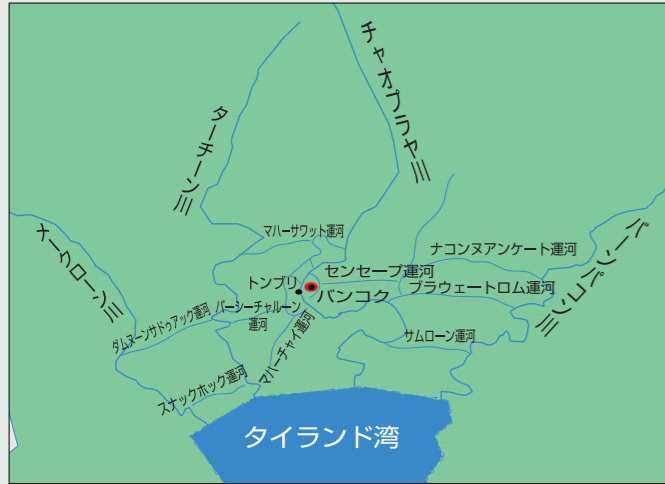 チャオプラヤ川
ターチーン川
メークローン川
バーンパコン川
マハーサワット運河
ナコンヌアンケート運河
センセープ運河
トンブリ
バンコク
プラウェートロム運河
パーシーチャルーン
運河
ダムヌーンサドゥアック運河
マハーチャイ運河
サムローン運河
スナックホック運河
タイランド湾